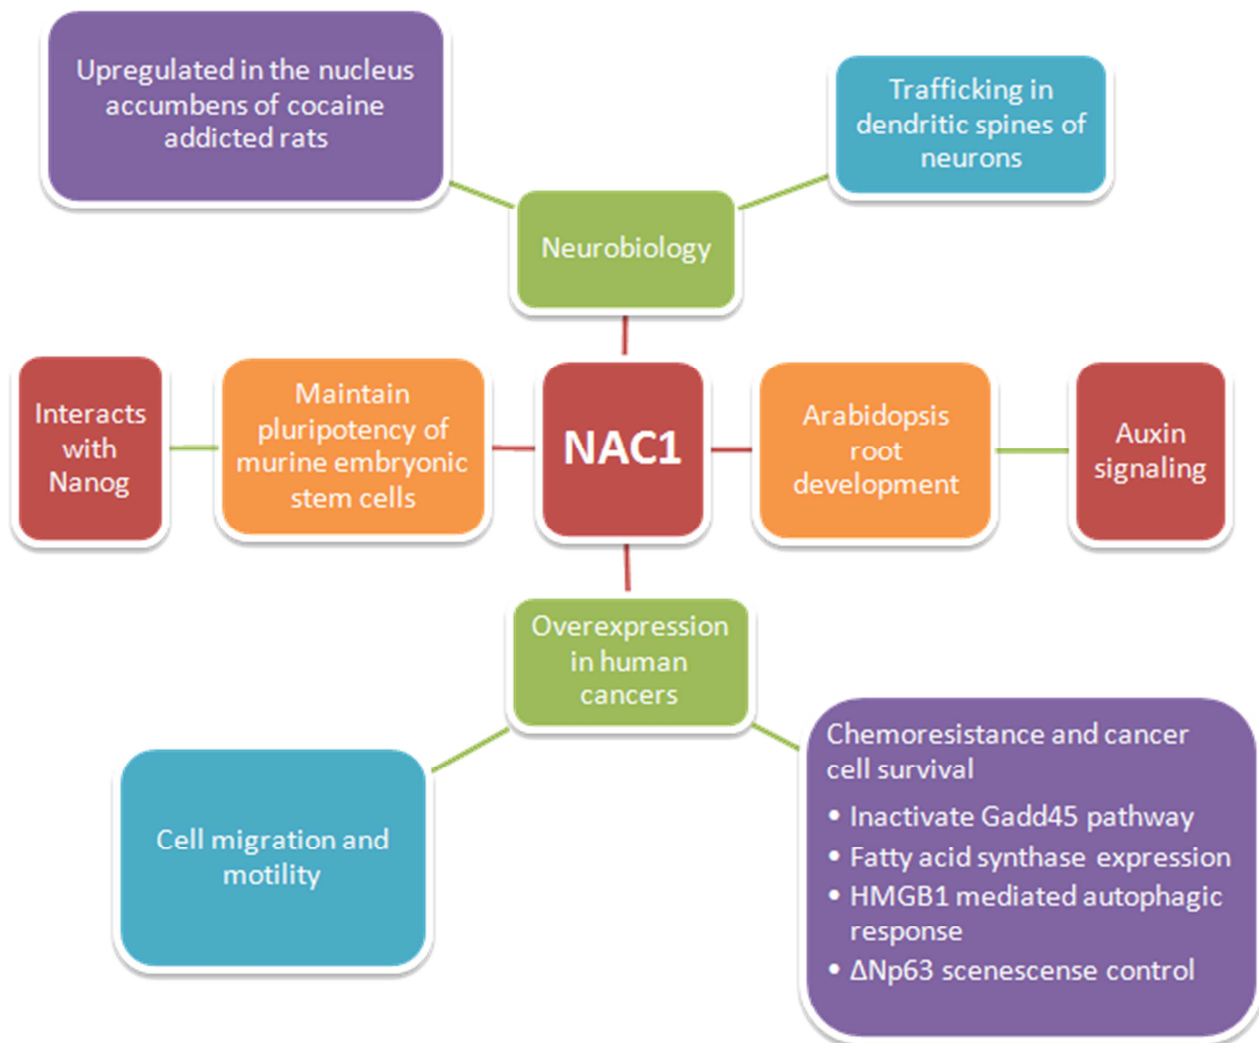 Upregulated in the nucleus
accumbens of cocaine
addicted rats
Trafficking in
dendritic spines of
neurons
Neurobiology
Interacts
with
Nanog
Maintain
pluripotency of
murine embryonic
stem cells
NAC1
Arabidopsis
root
development
Auxin
signaling
Overexpression
in human
cancers
Cell migration and
motility
Chemoresistance and cancer
cell survival
• Inactivate Gadd45 pathway
• Fatty acid synthase expression
• HMGB1 mediated autophagic
response
• ΔNp63 scenescense control